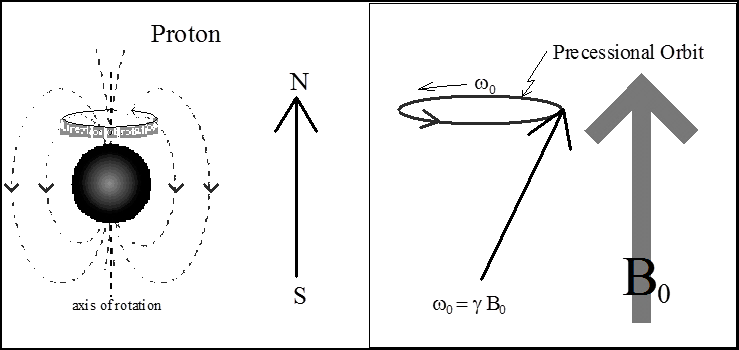 Proton
N
S
axis of rotation
Precessional Orbit
ω₀
ω₀ = γ B₀
B₀